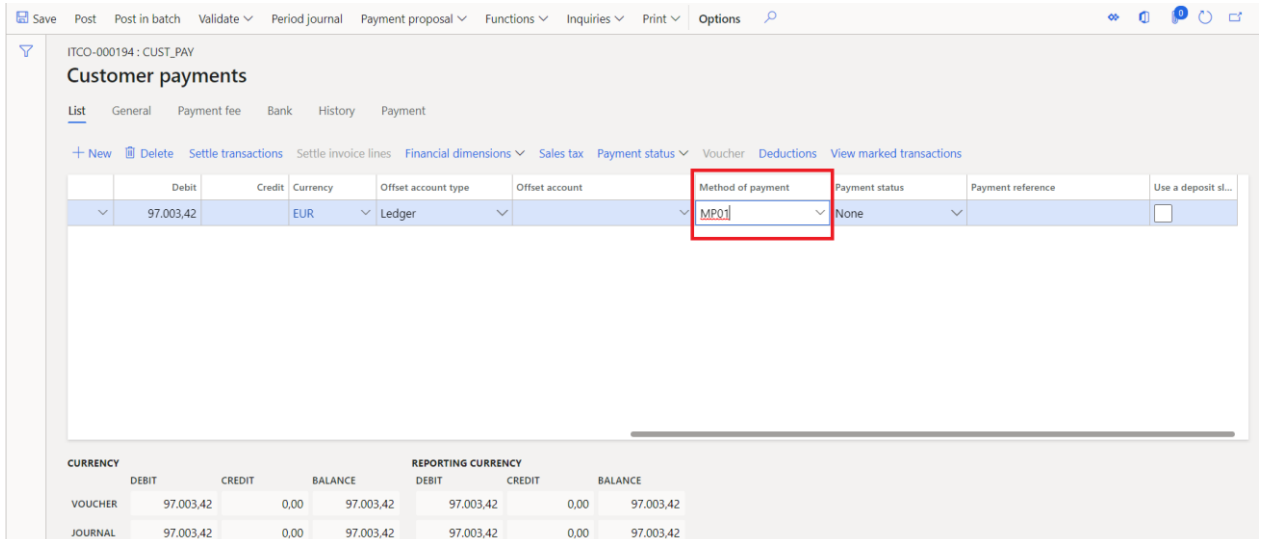 Save Post Post in batch Validate Period journal Payment proposal Functions Inquiries Print Options 0
ITCO-000194 : CUST_PAY
Customer payments
List General Payment fee Bank History Payment
New Delete Settle transactions Settle invoice lines Financial dimensions Sales tax Payment status Voucher Deductions View marked transactions
Debit Credit Currency Offset account type Offset account Method of payment Payment status Payment reference Use a deposit sl...
97.003,42 EUR Ledger MP01 None
CURRENCY REPORTING CURRENCY
DEBIT CREDIT BALANCE DEBIT CREDIT BALANCE
VOUCHER 97.003,42 0,00 97.003,42 97.003,42 0,00 97.003,42
JOURNAL 97.003,42 0,00 97.003,42 97.003,42 0,00 97.003,42